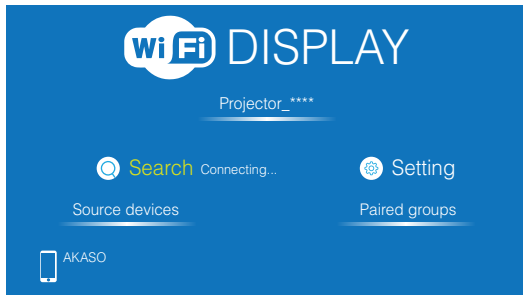 WiFi DISPLAY
Projector_****
Search Connecting...
Setting
Source devices
Paired groups
AKASO